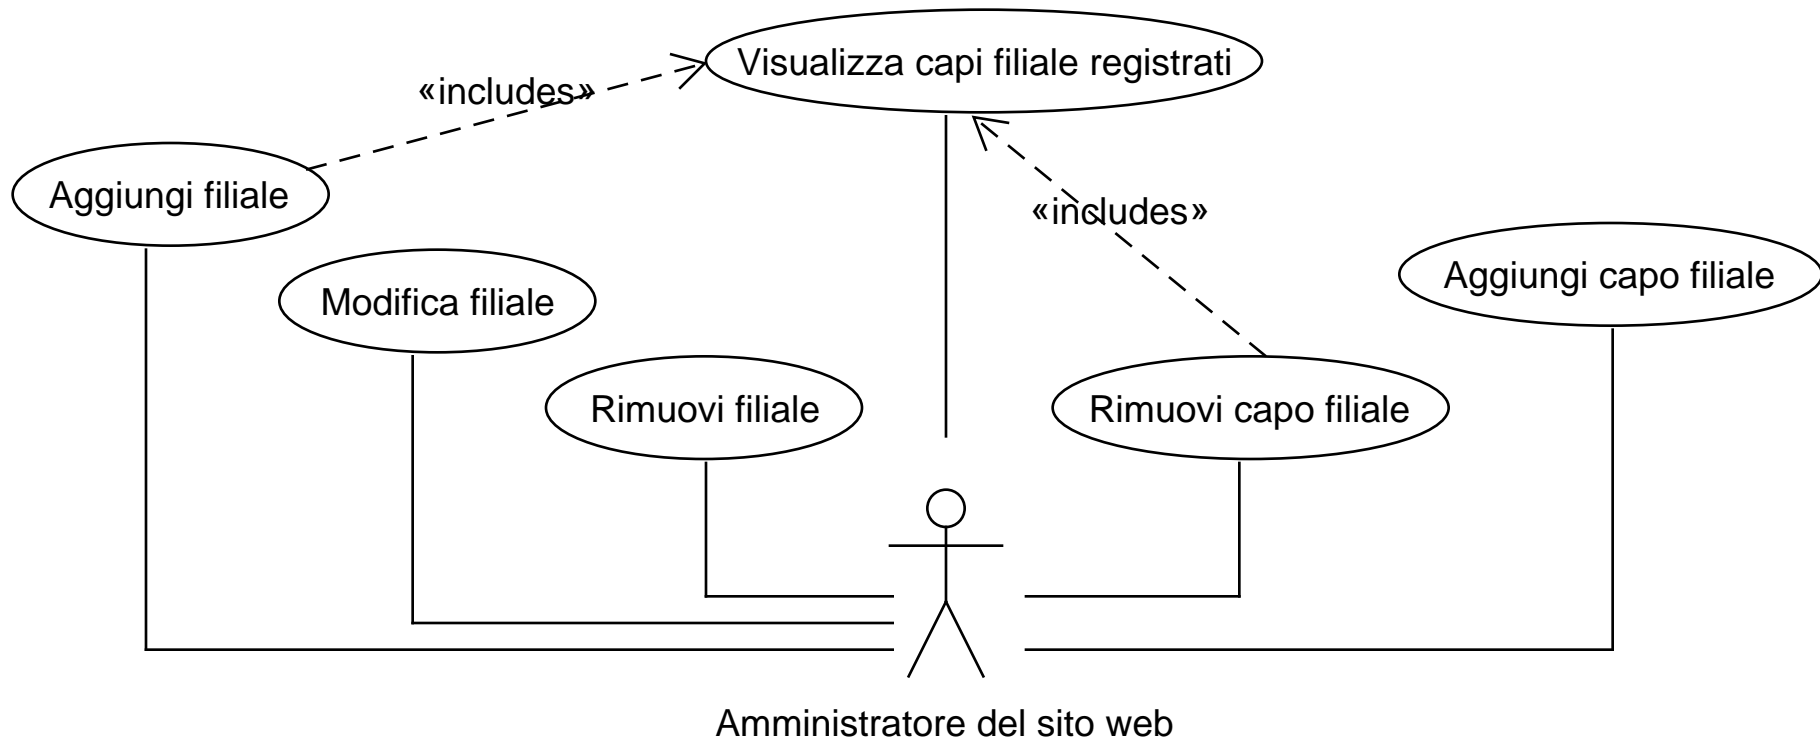 Visualizza capi filiale registrati
«includes»
Aggiungi filiale
«includes»
Aggiungi capo filiale
Modifica filiale
Rimuovi filiale
Rimuovi capo filiale
Amministratore del sito web